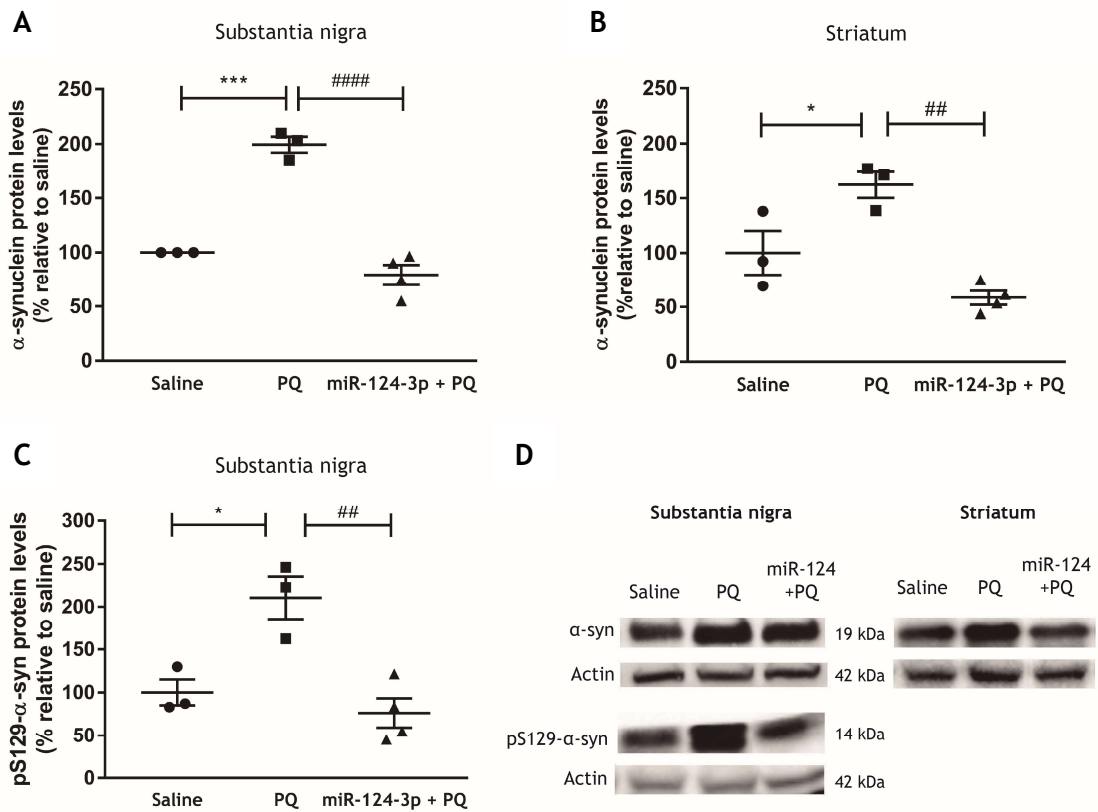 A
Substantia nigra
***
####
α-synuclein protein levels
(% relative to saline)
250
200
150
100
50
0
Saline
PQ
miR-124-3p + PQ
B
Striatum
*
##
α-synuclein protein levels
(%relative to saline)
250
200
150
100
50
0
Saline
PQ
miR-124-3p + PQ
C
Substantia nigra
*
##
pS129-α-syn protein levels
(% relative to saline)
300
250
200
150
100
50
0
Saline
PQ
miR-124-3p + PQ
D
Substantia nigra
Striatum
Saline
PQ
miR-124
+PQ
Saline
PQ
miR-124
+PQ
α-syn
19 kDa
Actin
42 kDa
pS129-α-syn
14 kDa
Actin
42 kDa